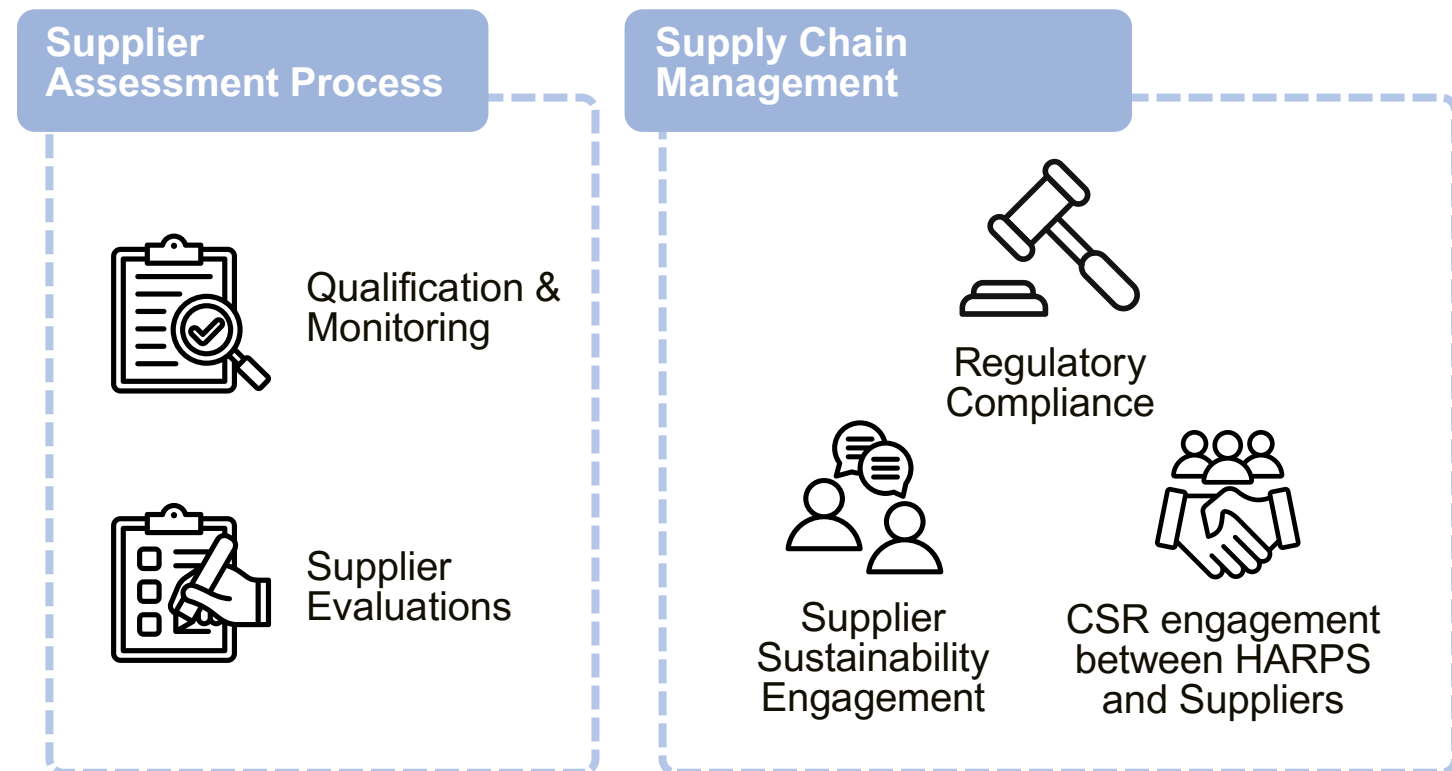 Supplier
Assessment Process
Qualification &
Monitoring
Supplier
Evaluations
Supply Chain
Management
Regulatory
Compliance
Supplier
Sustainability
Engagement
CSR engagement
between HARPS
and Suppliers